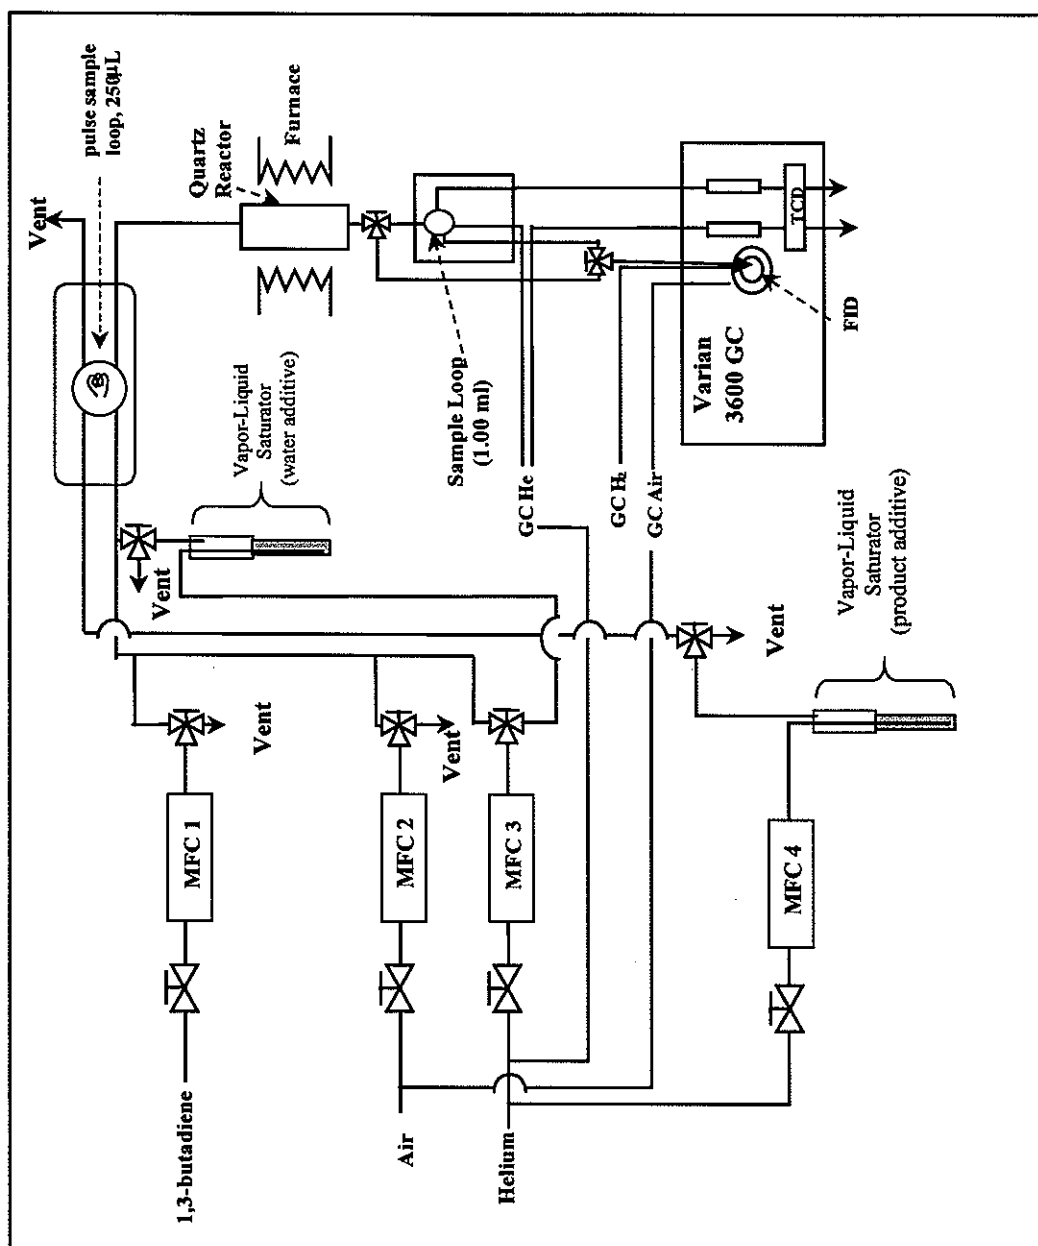 Vent
pulse sample
loop, 250µL
Vent
1,3-butadiene
MFC 1
Quartz
Reactor
Vapor-Liquid
Saturator
(water additive)
Vent
Furnace
Air
MFC 2
Vent
Sample Loop
(1.00 ml)
Helium
MFC 3
GC He
GC H2
GC Air
Varian
3600 GC
Vent
MFC 4
TCD
FID
Vapor-Liquid
Saturator
(product additive)